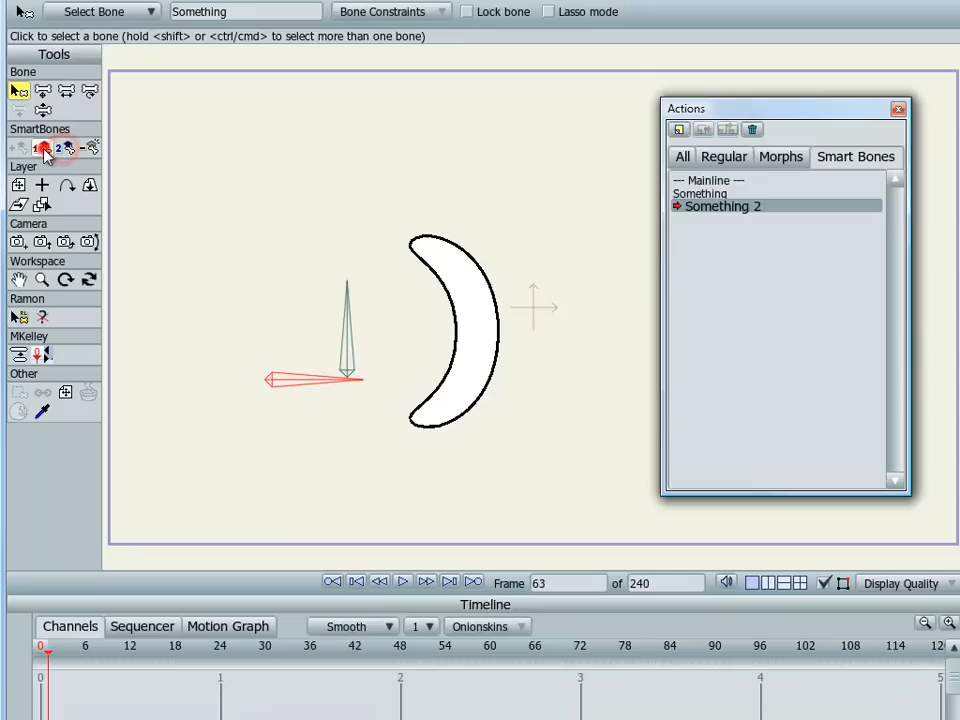 Select Bone Something Bone Constraints Lock bone Lasso mode
Click to select a bone (hold <shift> or <ctrl/cmd> to select more than one bone)
Tools
Bone
SmartBones
1 2
Layer
Camera
Workspace
Ramon
MKelley
Other
Actions
All Regular Morphs Smart Bones
--- Mainline ---
Something
Something 2
Frame 63 of 240 Display Quality
Timeline
Channels Sequencer Motion Graph Smooth 1 Onionskins
0 6 12 18 24 30 36 42 48 54 60 66 72 78 84 90 96 102 108 114 12
0 1 2 3 4 5